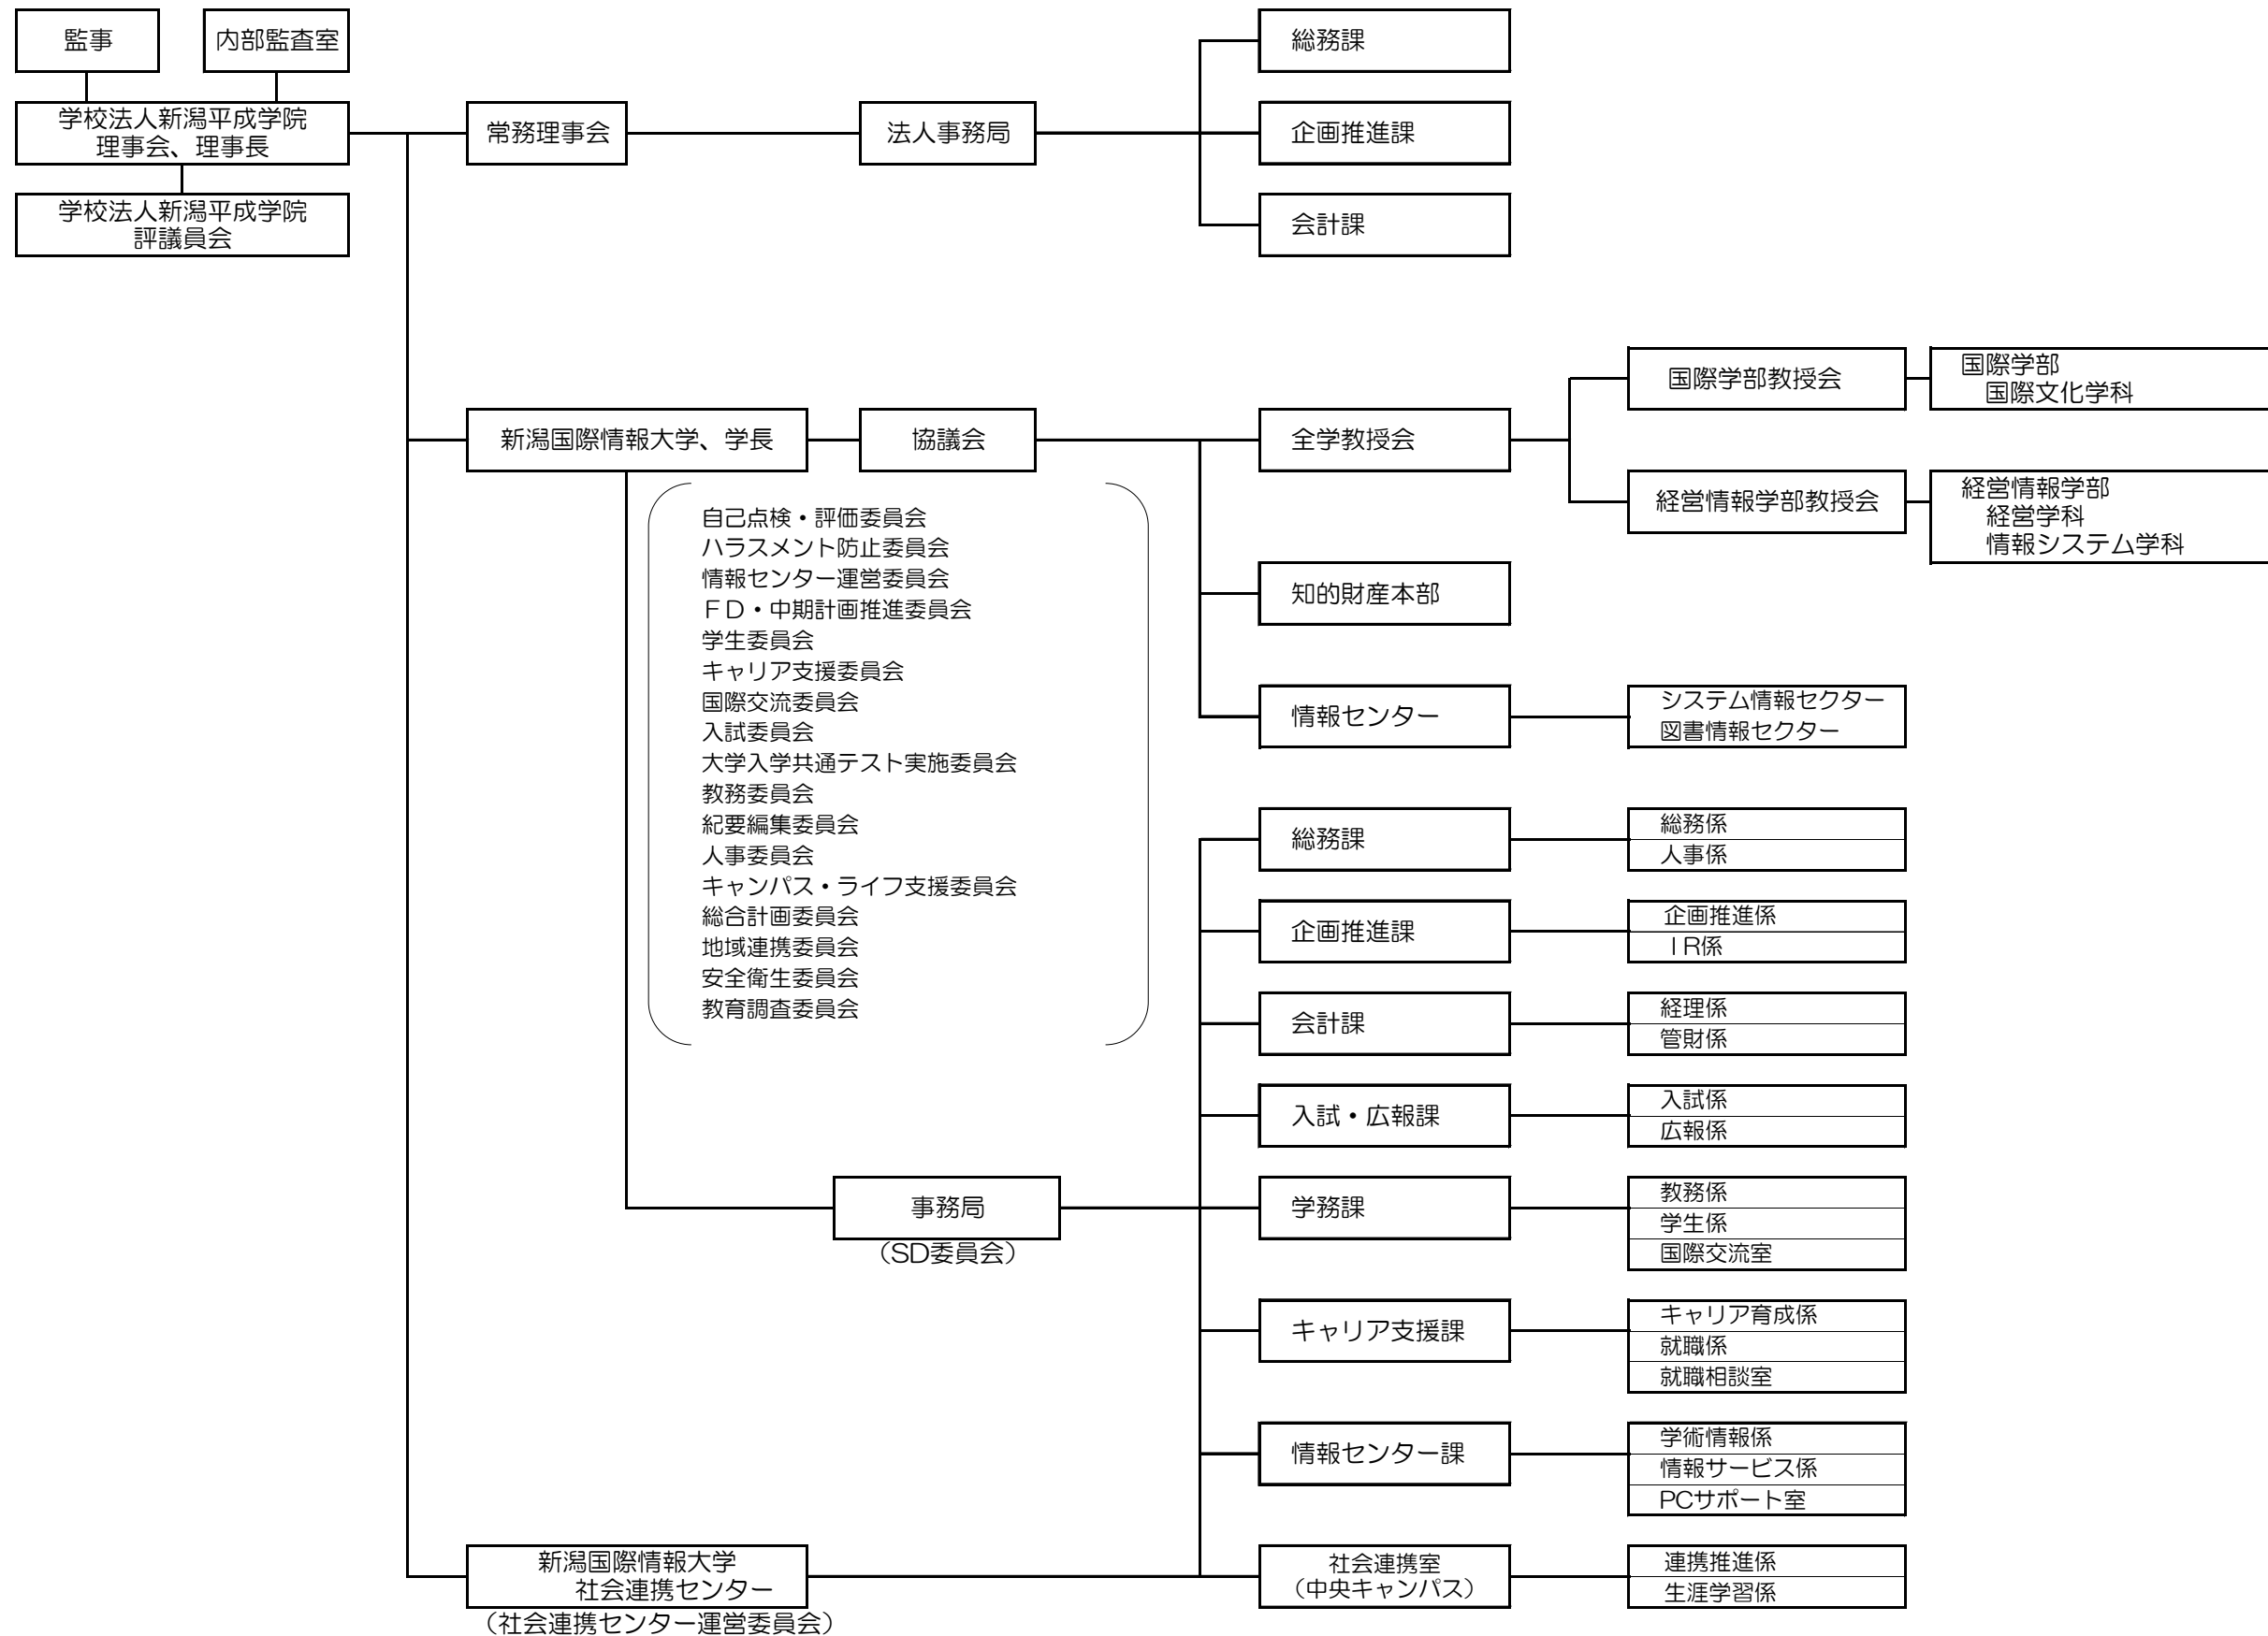 監事
内部監査室
学校法人新潟平成学院
理事会、理事長
学校法人新潟平成学院
評議員会
常務理事会
法人事務局
総務課
企画推進課
会計課
新潟国際情報大学、学長
協議会
全学教授会
国際学部教授会
国際学部
国際文化学科
経営情報学部教授会
経営情報学部
経営学科
情報システム学科
知的財産本部
情報センター
システム情報セクター
図書情報セクター
自己点検・評価委員会
ハラスメント防止委員会
情報センター運営委員会
FD・中期計画推進委員会
学生委員会
キャリア支援委員会
国際交流委員会
入試委員会
大学入学共通テスト実施委員会
教務委員会
紀要編集委員会
人事委員会
キャンパス・ライフ支援委員会
総合計画委員会
地域連携委員会
安全衛生委員会
教育調査委員会
事務局
(SD委員会)
総務課
総務係
人事係
企画推進課
企画推進係
IR係
会計課
経理係
管財係
入試・広報課
入試係
広報係
学務課
教務係
学生係
国際交流室
キャリア支援課
キャリア育成係
就職係
就職相談室
情報センター課
学術情報係
情報サービス係
PCサポート室
新潟国際情報大学
社会連携センター
(社会連携センター運営委員会)
社会連携室
(中央キャンパス)
連携推進係
生涯学習係